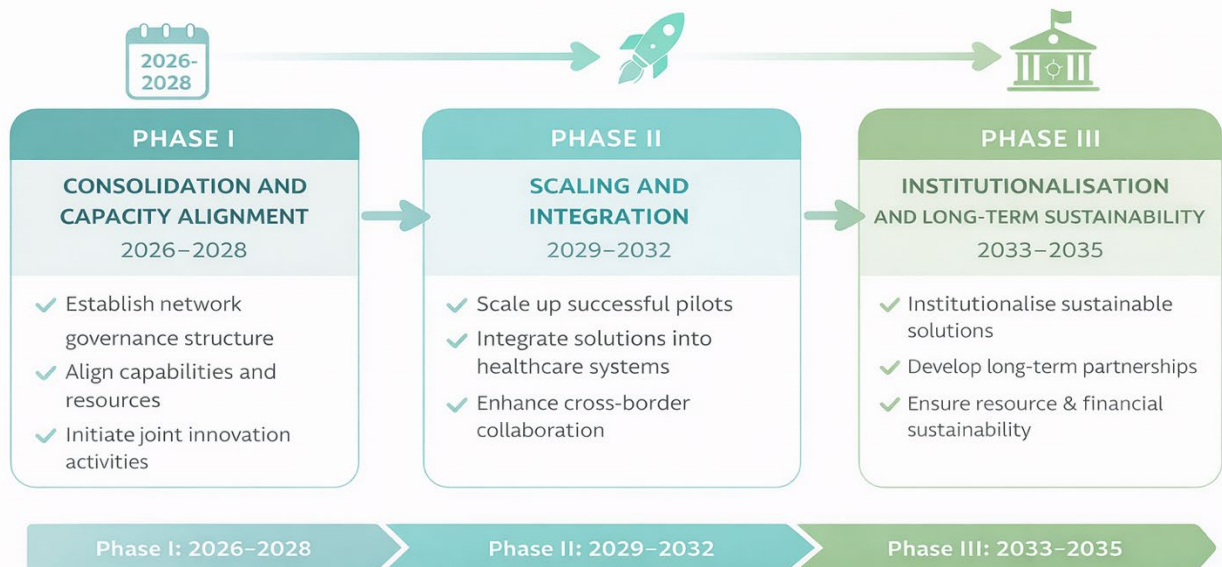 2026-
2028
PHASE I
CONSOLIDATION AND
CAPACITY ALIGNMENT
2026–2028
Establish network
governance structure
Align capabilities and
resources
Initiate joint innovation
activities
PHASE II
SCALING AND
INTEGRATION
2029–2032
Scale up successful pilots
Integrate solutions into
healthcare systems
Enhance cross-border
collaboration
PHASE III
INSTITUTIONALISATION
AND LONG-TERM SUSTAINABILITY
2033–2035
Institutionalise sustainable
solutions
Develop long-term partnerships
Ensure resource & financial
sustainability
Phase I: 2026–2028
Phase II: 2029–2032
Phase III: 2033–2035